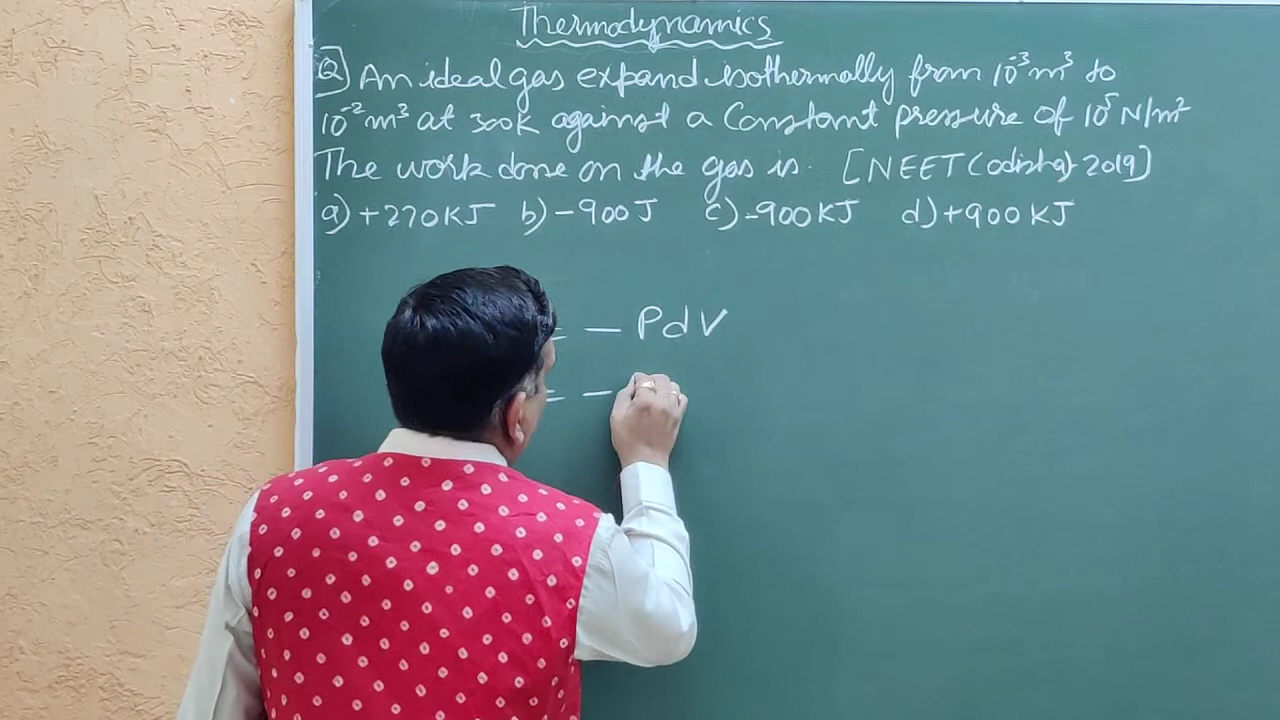 Thermodynamics
Q An ideal gas expand isothermally from 10⁻³m³ to
10⁻²m³ at 300K against a Constant pressure of 10⁵N/m²
The work done on the gas is. [NEET(odisha)-2019]
a) +270KJ b) -900J c) -900KJ d) +900KJ
= - PdV
= -